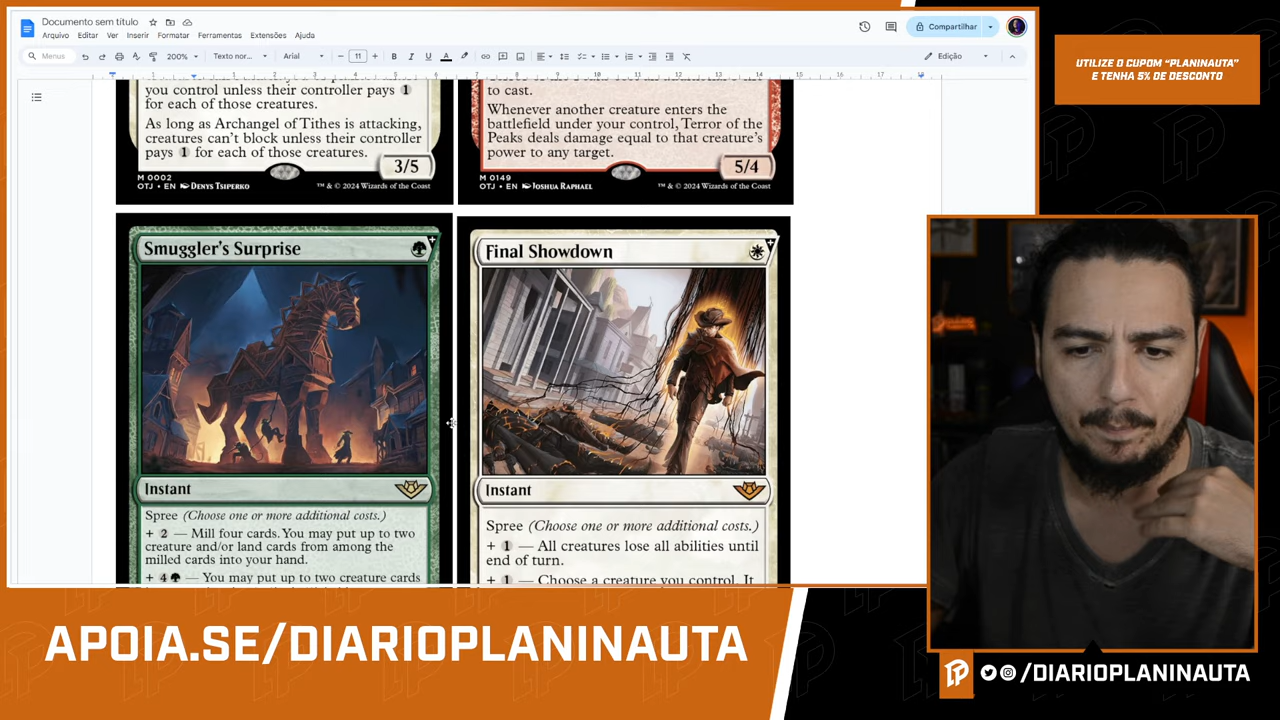 Documento sem título
Arquivo Editar Ver Inserir Formatar Ferramentas Extensões Ajuda
Compartilhar
Menus
200%
Texto nor...
Arial
11
Edição
you control unless their controller pays 1
for each of those creatures.
As long as Archangel of Tithes is attacking,
creatures can't block unless their controller
pays 1 for each of those creatures.
3/5
M 0002
OTJ • EN Denys Tsiperko
™ & © 2024 Wizards of the Coast
to cast.
Whenever another creature enters the
battlefield under your control, Terror of the
Peaks deals damage equal to that creature's
power to any target.
5/4
M 0149
OTJ • EN Joshua Raphael
™ & © 2024 Wizards of the Coast
Smuggler's Surprise
Instant
Spree (Choose one or more additional costs.)
+ 2 — Mill four cards. You may put up to two
creature and/or land cards from among the
milled cards into your hand.
+ 4 — You may put up to two creature cards
Final Showdown
Instant
Spree (Choose one or more additional costs.)
+ 1 — All creatures lose all abilities until
end of turn.
+ 1 — Choose a creature you control. It
UTILIZE O CUPOM "PLANINAUTA"
E TENHA 5% DE DESCONTO
APOIA.SE/DIARIOPLANINAUTA
/DIARIOPLANINAUTA